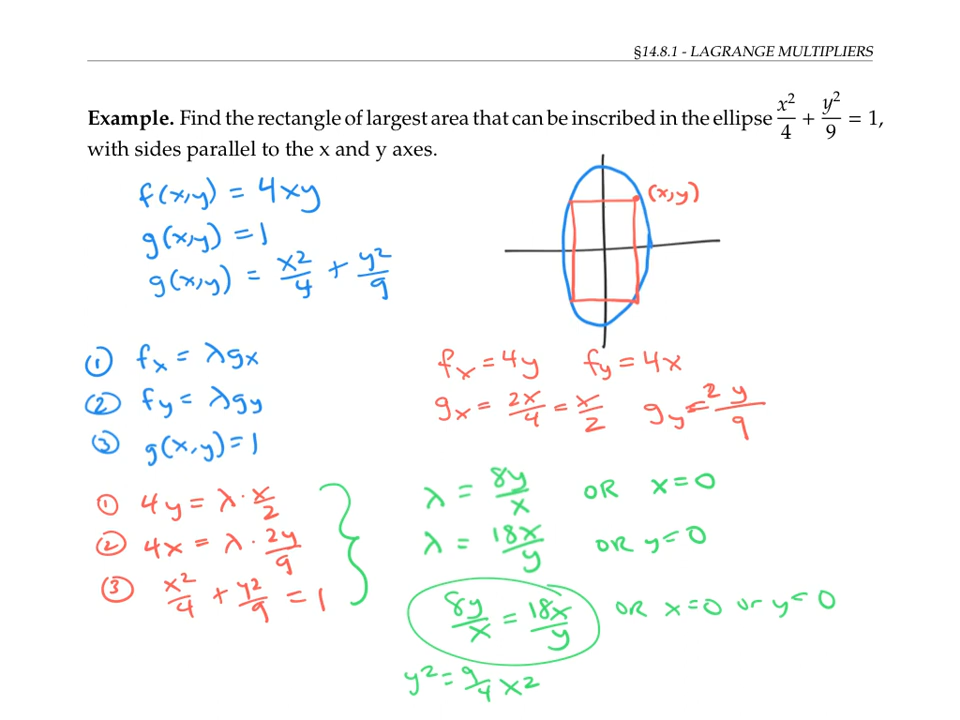 §14.8.1 - LAGRANGE MULTIPLIERS
Example. Find the rectangle of largest area that can be inscribed in the ellipse x²/4 + y²/9 = 1,
with sides parallel to the x and y axes.
f(x,y) = 4xy
(x,y)
g(x,y) = 1
g(x,y) = x²/4 + y²/9
① fx = λgx
② fy = λgy
③ g(x,y) = 1
fx = 4y fy = 4x
gx = 2x/4 = x/2 gy = 2y/9
① 4y = λ · x/2
② 4x = λ · 2y/9
③ x²/4 + y²/9 = 1
λ = 8y/x OR x = 0
λ = 18x/y OR y = 0
8y/x = 18x/y OR x = 0 or y = 0
y² = 9/4 x²